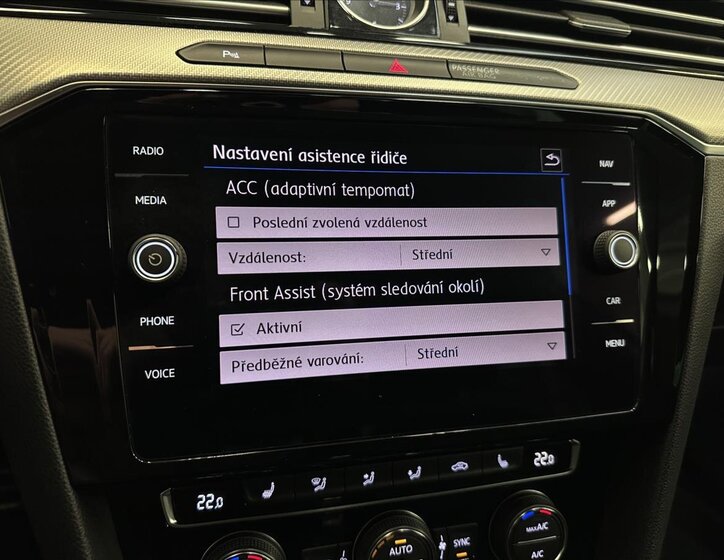 PASSENGER
RADIO
MEDIA
PHONE
VOICE
Nastavení asistence řidiče
ACC (adaptivní tempomat)
Poslední zvolená vzdálenost
Vzdálenost: Střední
Front Assist (systém sledování okolí)
Aktivní
Předběžné varování: Střední
NAV
APP
CAR
MENU
22.0
22.0
AUTO
SYNC
MAX A/C
A/C